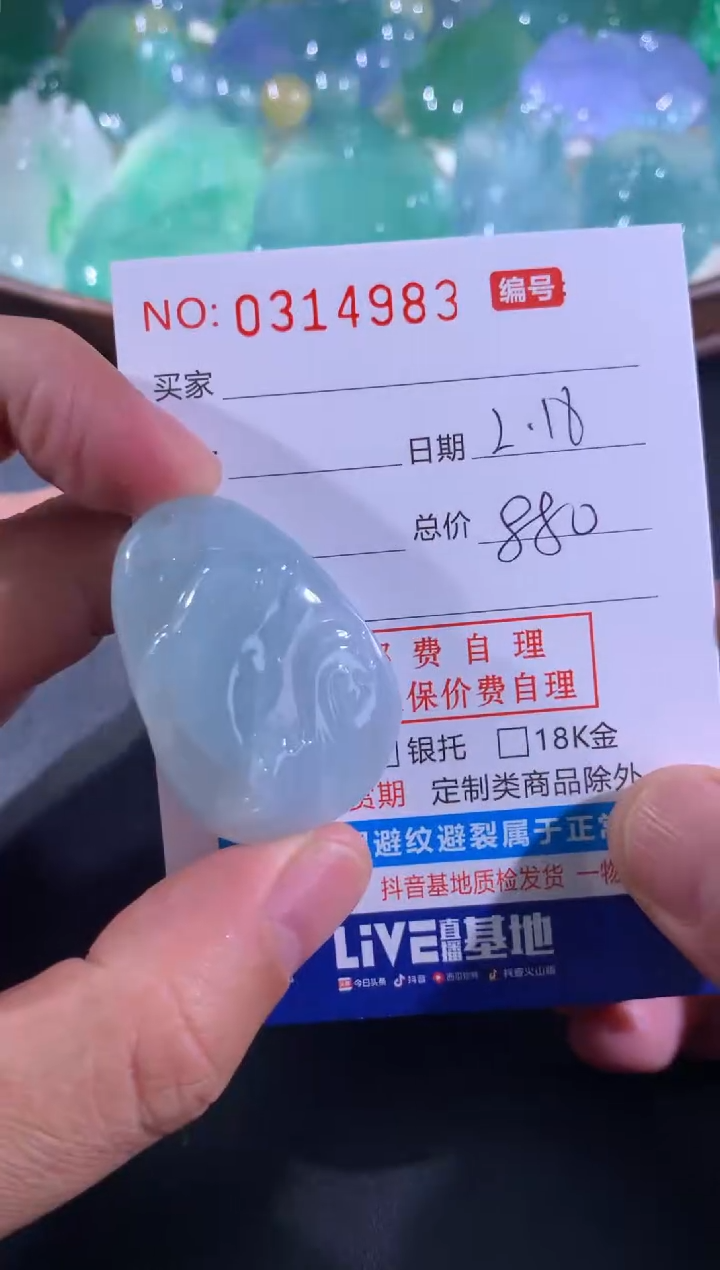 NO: 0314983 编号
买家
日期 2.18
总价 880
费自理
保价费自理
银托 18K金
货期 定制类商品除外
避纹避裂属于正常
抖音基地质检发货 一物
LiVE直播基地
今日头条 抖音 西瓜视频 抖音火山版